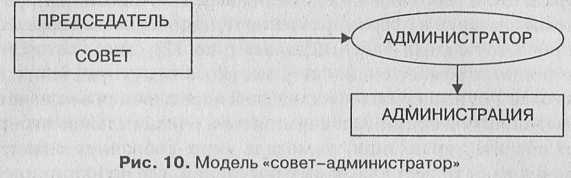 ПРЕДСЕДАТЕЛЬ
АДМИНИСТРАТОР
СОВЕТ
АДМИНИСТРАЦИЯ
Рис. 10. Модель «совет–администратор»